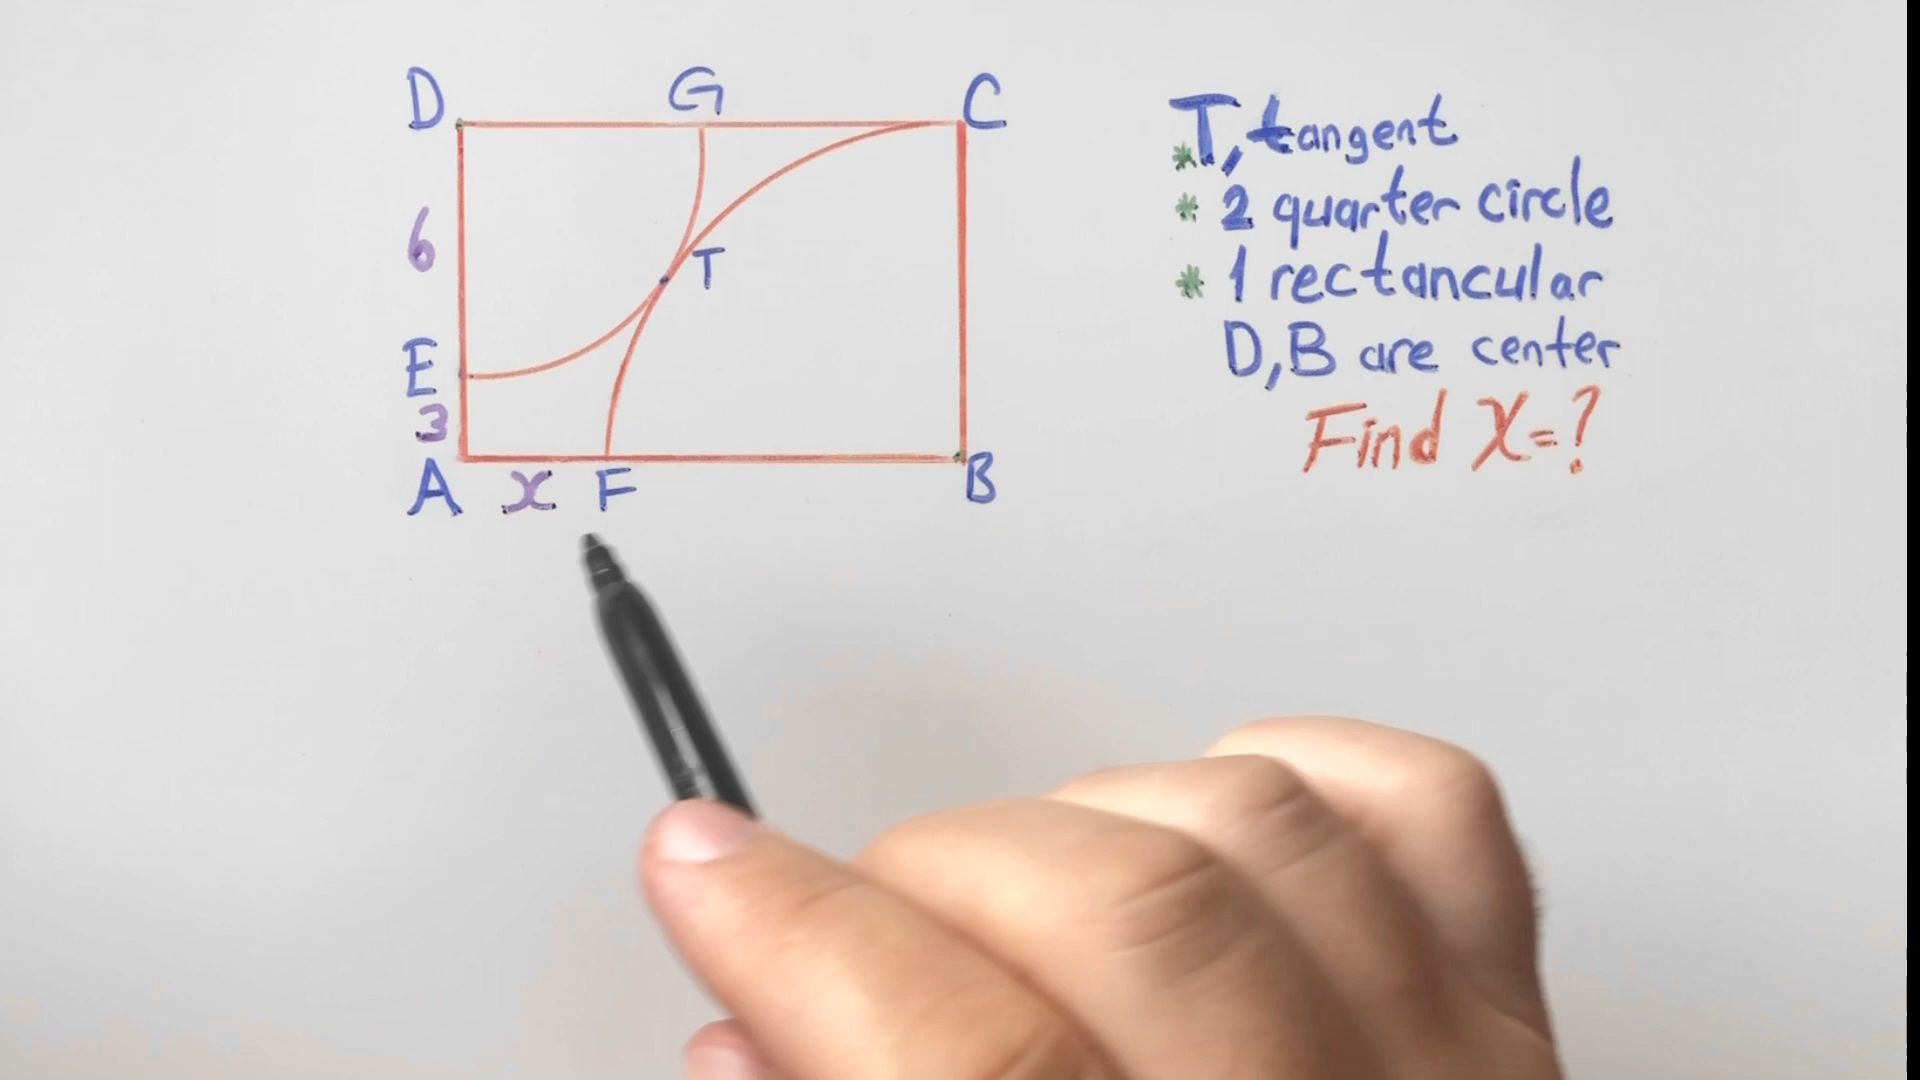 D G C
T, tangent
* 2 quarter circle
6 T
* 1 rectancular
E D, B are center
3 Find X=?
A x F B